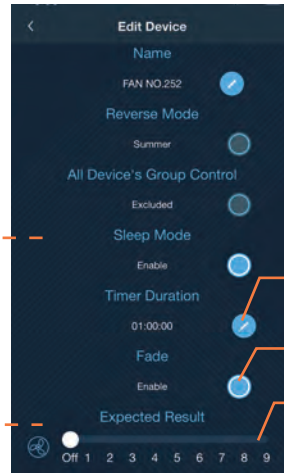 Edit Device
Name
FAN NO.252
Reverse Mode
Summer
All Device's Group Control
Excluded
Sleep Mode
Enable
Timer Duration
01:00:00
Fade
Enable
Expected Result
Off 1 2 3 4 5 6 7 8 9